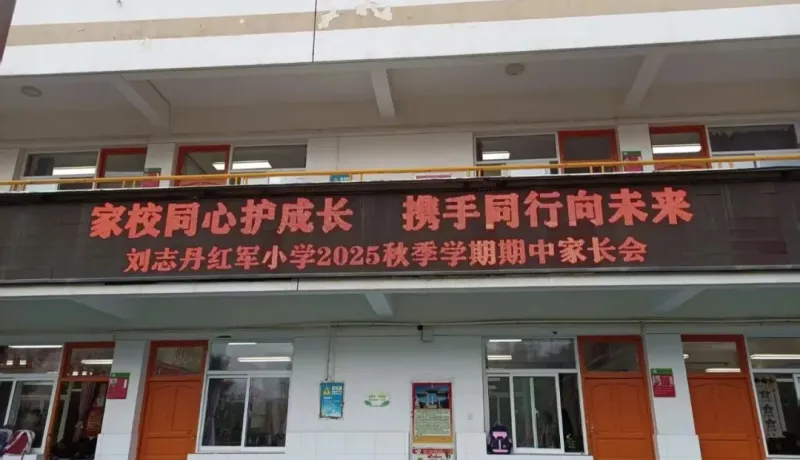 家校同心护成长 携手同行向未来
刘志丹红军小学2025秋季学期期中家长会